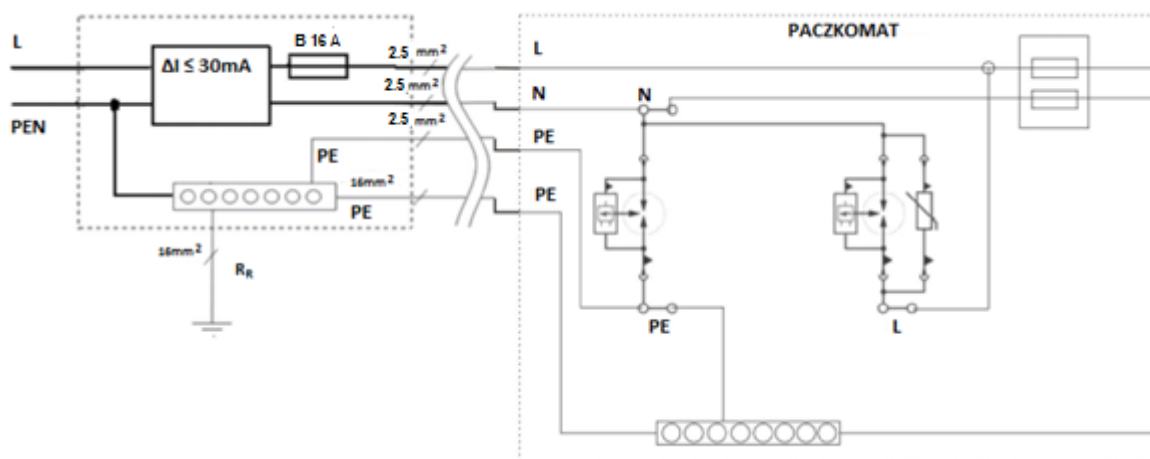 PACZKOMAT
L
B 16 A
2.5 mm²
L
ΔI ≤ 30mA
2.5 mm²
N
N
PEN
2.5 mm²
PE
PE
16mm²
PE
PE
16mm²
R_R
PE
L